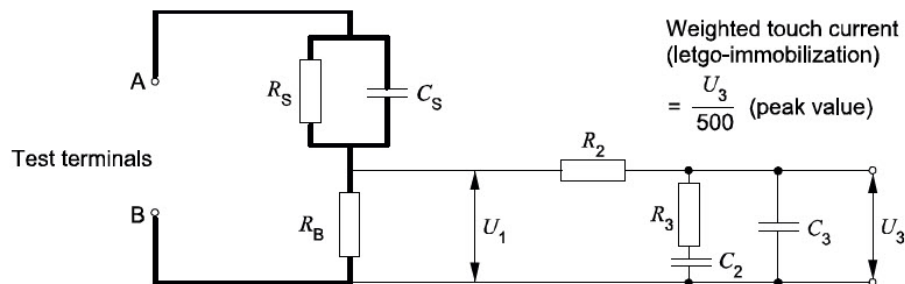 Weighted touch current
(letgo-immobilization)
= U3/500 (peak value)
A
RS
CS
Test terminals
R2
B
RB
U1
R3
C2
C3
U3